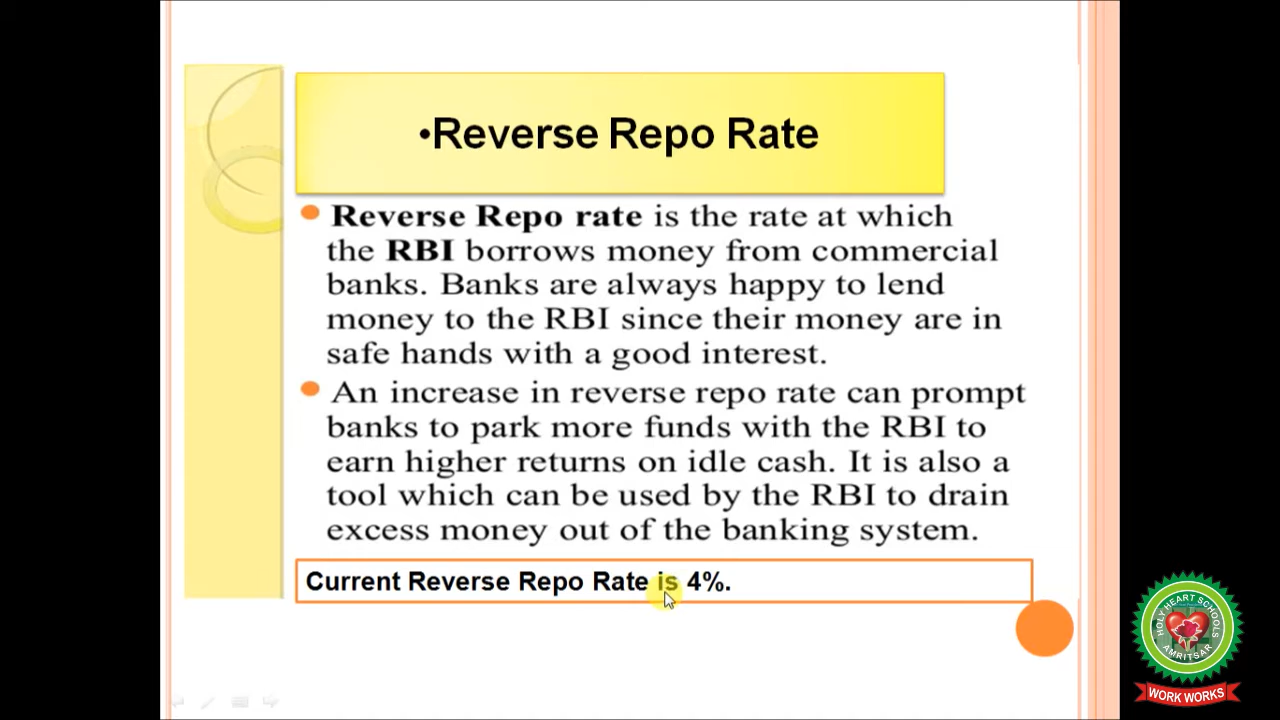 •Reverse Repo Rate
Reverse Repo rate is the rate at which
the RBI borrows money from commercial
banks. Banks are always happy to lend
money to the RBI since their money are in
safe hands with a good interest.
An increase in reverse repo rate can prompt
banks to park more funds with the RBI to
earn higher returns on idle cash. It is also a
tool which can be used by the RBI to drain
excess money out of the banking system.
Current Reverse Repo Rate is 4%.
HOLY HEART SCHOOLS
AMRITSAR
WORK WORKS